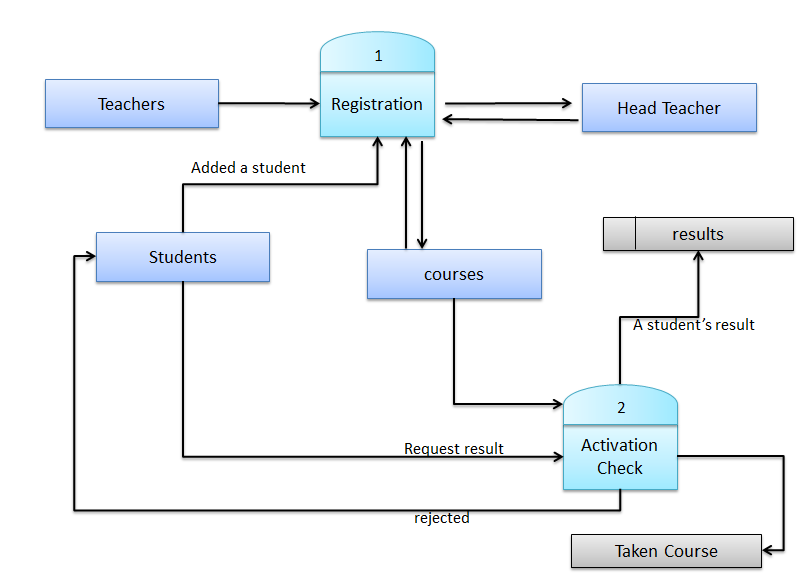 1
Teachers
Registration
Head Teacher
Added a student
results
Students
courses
A student’s result
2
Activation
Check
Request result
rejected
Taken Course